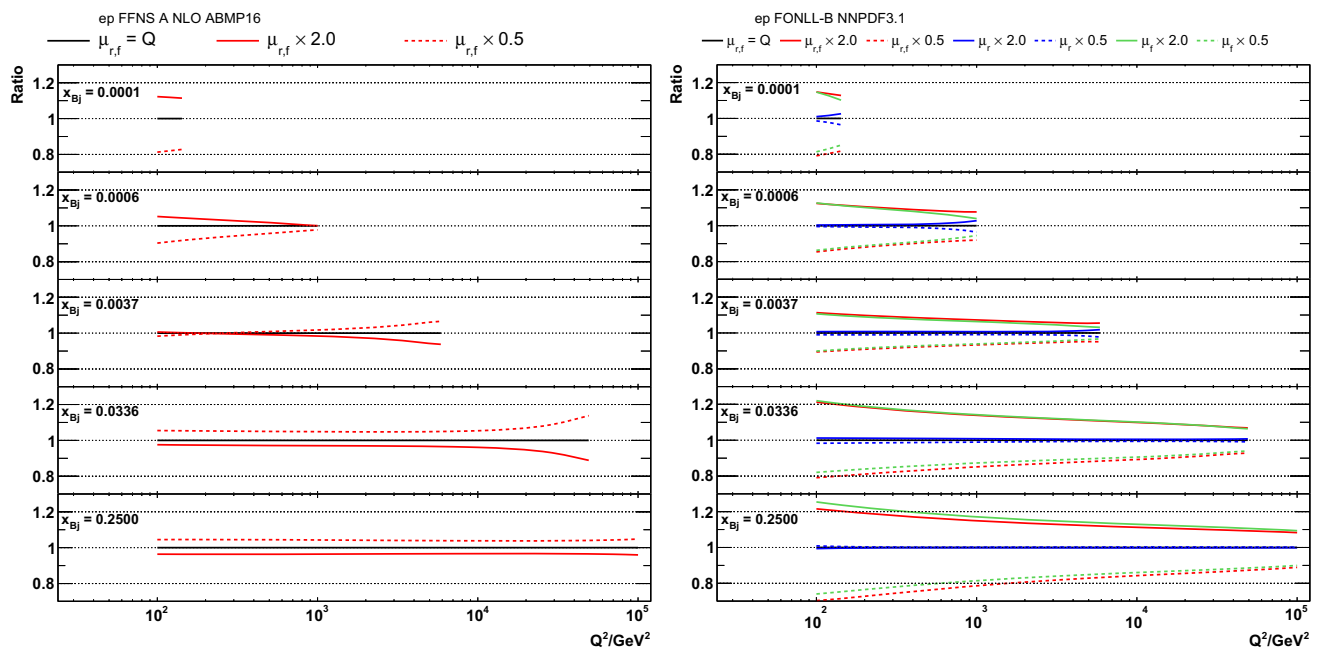 ep FFNS A NLO ABMP16
μr,f = Q μr,f × 2.0 μr,f × 0.5
Ratio
1.2
xBj = 0.0001
1
0.8
1.2
xBj = 0.0006
1
0.8
1.2
xBj = 0.0037
1
0.8
1.2
xBj = 0.0336
1
0.8
1.2
xBj = 0.2500
1
0.8
10² 10³ 10⁴ 10⁵
Q²/GeV²
ep FONLL-B NNPDF3.1
μr,f = Q μr,f × 2.0 μr,f × 0.5 μr × 2.0 μr × 0.5 μf × 2.0 μf × 0.5
Ratio
1.2
xBj = 0.0001
1
0.8
1.2
xBj = 0.0006
1
0.8
1.2
xBj = 0.0037
1
0.8
1.2
xBj = 0.0336
1
0.8
1.2
xBj = 0.2500
1
0.8
10² 10³ 10⁴ 10⁵
Q²/GeV²